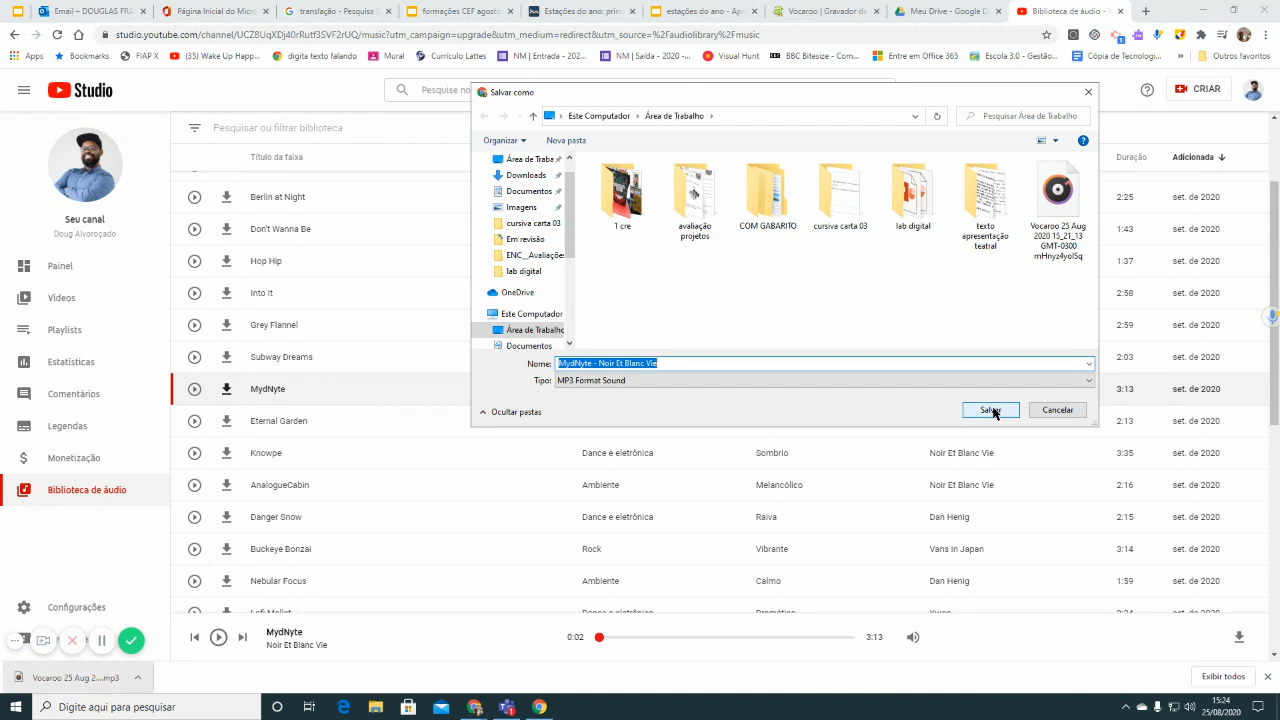 Email – DOUGLAS FRA
Página Inicial do Micros
translação - Pesquisa G
formações CEF agosto
Estações do ano: prim
estações do ano - Apr
Vocaroo | Gravador de
Meu Drive - Google D
Biblioteca de áudio - 
studio.youtube.com/channel/
music?utm_campaign=upgrade&utm_medium=redirect&utm_source=%2Faudiolibrary%2Fmusic
Apps
Bookmarks
FIAP X
(35) Wake Up Happ...
digita texto falando
Mural
Currículo Lattes
NM | Entrada - 202...
NM | Saída - 2020 -...
Visual Hunt
BBC Bitesize - Com...
Entre em Office 365
Escola 3.0 - Gestão...
Cópia de Tecnologi...
Outros favoritos
Studio
Pesquise no
CRIAR
Seu canal
Doug Alvoroçado
Painel
Vídeos
Playlists
Estatísticas
Comentários
Legendas
Monetização
Biblioteca de áudio
Configurações
Pesquisar ou filtrar biblioteca
Título da faixa
Duração
Adicionada
Berlin at Night
2:25
set. de 2020
Don't Wanna Be
1:43
set. de 2020
Hop Hip
1:37
set. de 2020
Into It
2:58
set. de 2020
Grey Flannel
2:59
set. de 2020
Subway Dreams
2:03
set. de 2020
MydNyte
3:13
set. de 2020
Eternal Garden
2:13
set. de 2020
Knowpe
Dance e eletrônica
Sombrio
Noir Et Blanc Vie
3:35
set. de 2020
AnalogueCabin
Ambiente
Melancólico
Noir Et Blanc Vie
2:16
set. de 2020
Danger Snow
Dance e eletrônica
Raiva
Dan Henig
2:15
set. de 2020
Buckeye Bonzai
Rock
Vibrante
Vans in Japan
3:14
set. de 2020
Nebular Focus
Ambiente
Calmo
Dan Henig
1:59
set. de 2020
Salvar como
Este Computador
Área de Trabalho
Pesquisar Área de Trabalho
Organizar
Nova pasta
Área de Traba
Downloads
Documentos
Imagens
cursiva carta 03
Em revisão
ENC__Avaliações
lab digital
OneDrive
Este Computador
Área de Trabalho
Documentos
1 cre
avaliação
projetos
COM GABARITO
cursiva carta 03
lab digital
texto
apresentação
teatral
Vocaroo 25 Aug
2020 15_21_13
GMT-0300
mHnyz4yolSq
Nome:
MydNyte - Noir Et Blanc Vie
Tipo:
MP3 Format Sound
Ocultar pastas
Salvar
Cancelar
MydNyte
Noir Et Blanc Vie
0:02
3:13
Vocaroo 25 Aug 2....mp3
Exibir todos
Digite aqui para pesquisar
15:24
25/08/2020